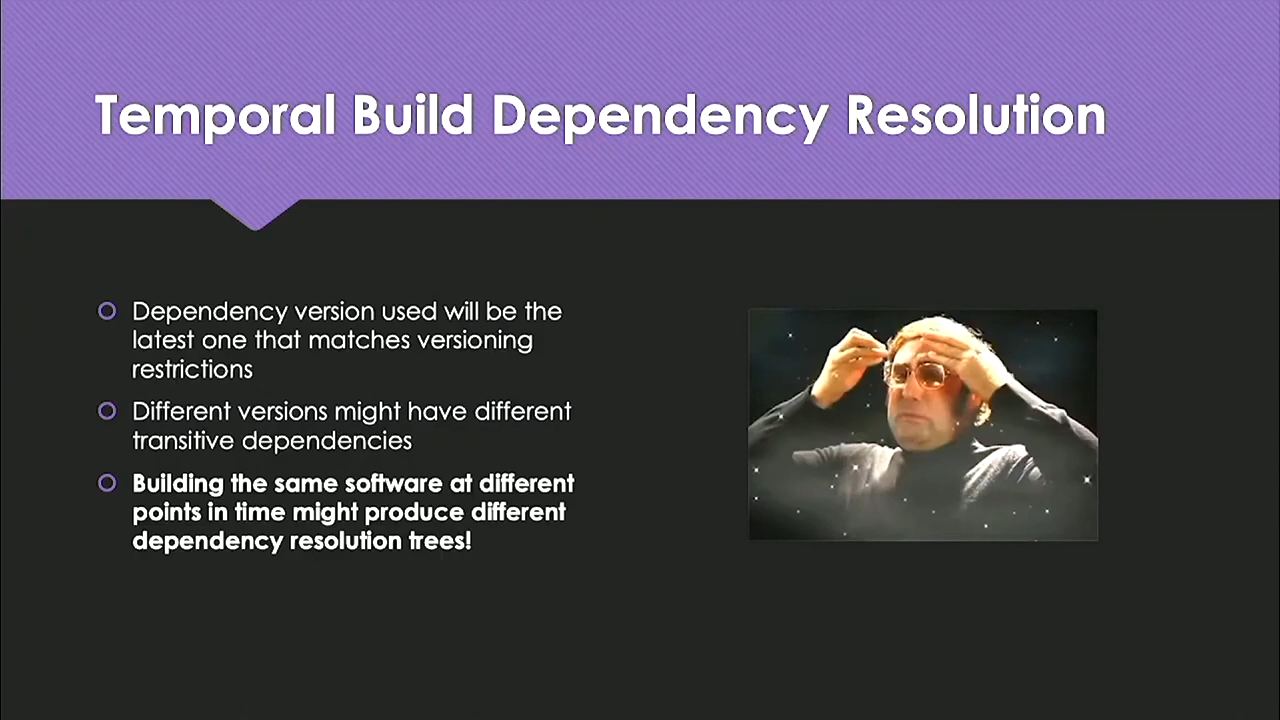 Temporal Build Dependency Resolution
Dependency version used will be the
latest one that matches versioning
restrictions
Different versions might have different
transitive dependencies
Building the same software at different
points in time might produce different
dependency resolution trees!